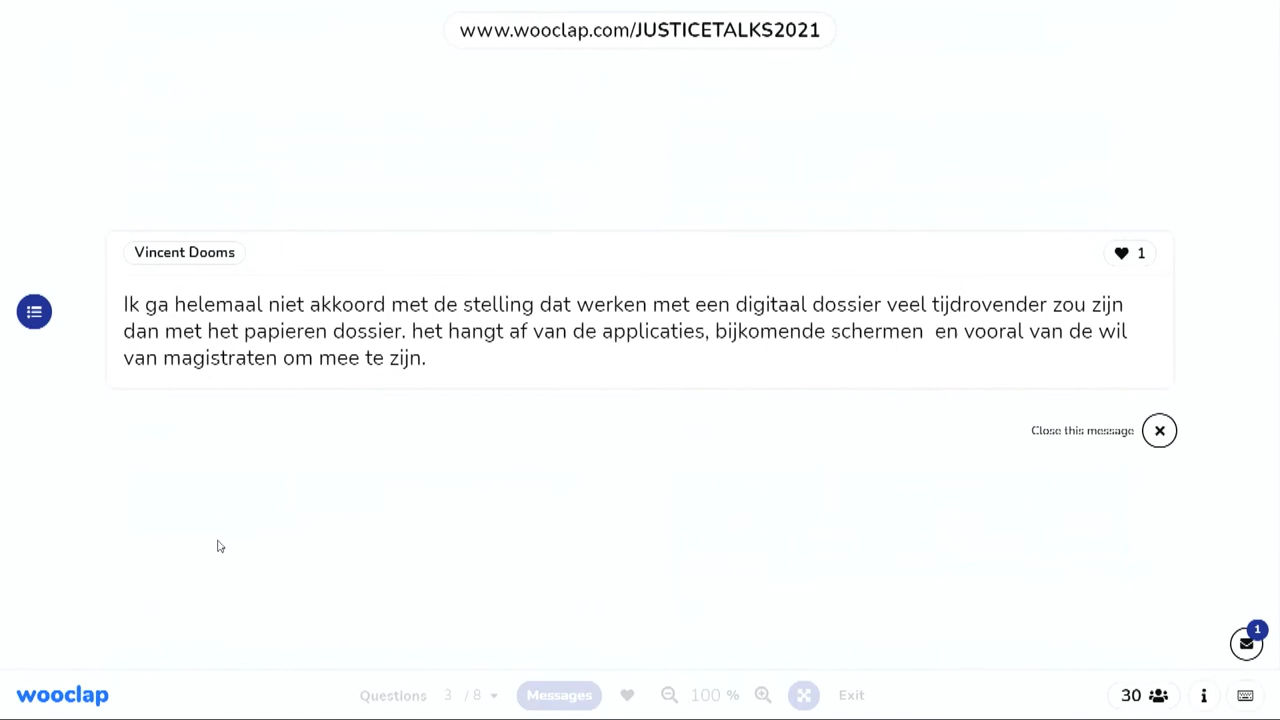 www.wooclap.com/JUSTICETALKS2021
Vincent Dooms
1
Ik ga helemaal niet akkoord met de stelling dat werken met een digitaal dossier veel tijdrovender zou zijn
dan met het papieren dossier. het hangt af van de applicaties, bijkomende schermen en vooral van de wil
van magistraten om mee te zijn.
Close this message
1
wooclap
Questions 3 / 8
Messages
100 %
Exit
30